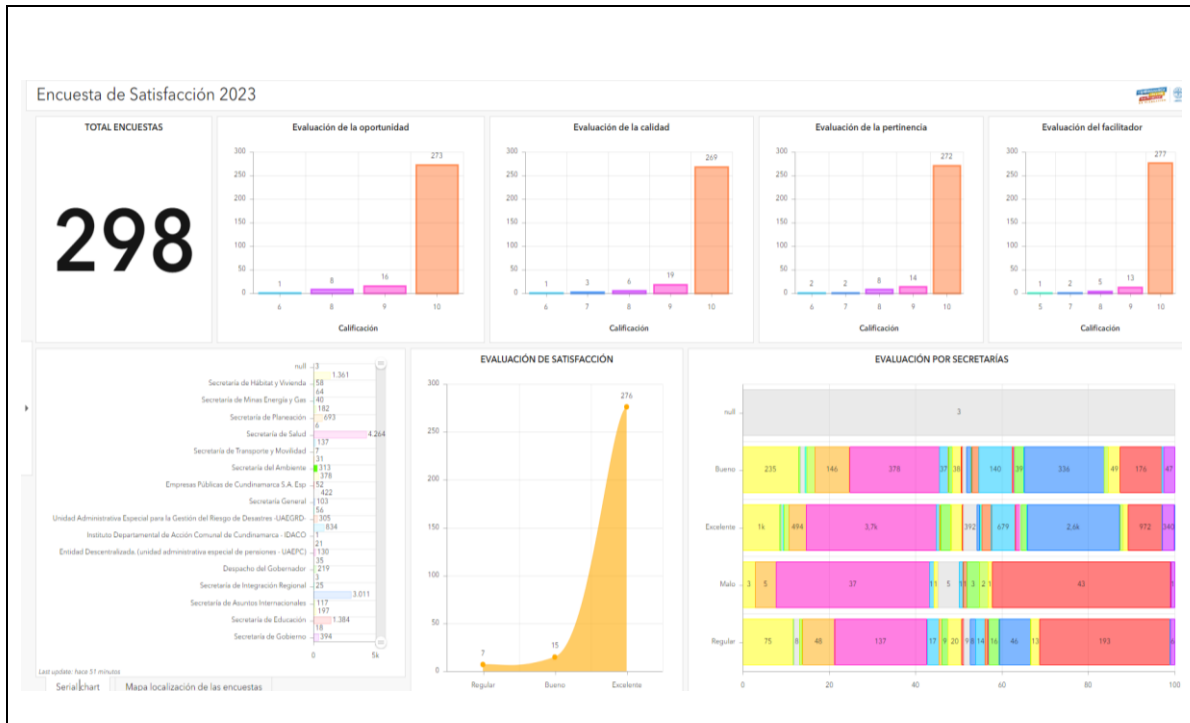 Encuesta de Satisfacción 2023
TOTAL ENCUESTAS
298
Evaluación de la oportunidad
300
250
200
150
100
50
0
1
8
16
273
6
8
9
10
Calificación
Evaluación de la calidad
300
250
200
150
100
50
0
1
3
6
19
269
6
7
8
9
10
Calificación
Evaluación de la pertinencia
300
250
200
150
100
50
0
2
2
8
14
272
6
7
8
9
10
Calificación
Evaluación del facilitador
300
250
200
150
100
50
0
1
2
5
13
277
5
7
8
9
10
Calificación
null 3
1.361
Secretaría de Hábitat y Vivienda 58
64
Secretaría de Minas Energía y Gas 40
182
Secretaría de Planeación 693
6
Secretaría de Salud 4.264
137
Secretaría de Transporte y Movilidad 7
31
Secretaría del Ambiente 313
378
Empresas Públicas de Cundinamarca S.A. Esp 52
422
Secretaría General 103
56
Unidad Administrativa Especial para la Gestión del Riesgo de Desastres -UAEGRD- 305
834
Instituto Departamental de Acción Comunal de Cundinamarca - IDACO 1
21
Entidad Descentralizada. (unidad administrativa especial de pensiones - UAEPC) 130
35
Despacho del Gobernador 219
3
Secretaría de Integración Regional 25
3.011
Secretaría de Asuntos Internacionales 117
197
Secretaría de Educación 1.384
18
Secretaría de Gobierno 394
0 5k
Last update: hace 51 minutos
Serial chart Mapa localización de las encuestas
EVALUACIÓN DE SATISFACCIÓN
300
250
200
150
100
50
0
7
15
276
Regular Bueno Excelente
EVALUACIÓN POR SECRETARÍAS
null 3
Bueno 235 146 378 37 38 140 39 336 49 176 47
Excelente 1k 494 3,7k 392 679 2,6k 972 340
Malo 3 5 37 1 1 5 1 1 3 2 1 43 1
Regular 75 8 48 137 17 9 20 9 8 14 16 46 13 193 6
0 20 40 60 80 100